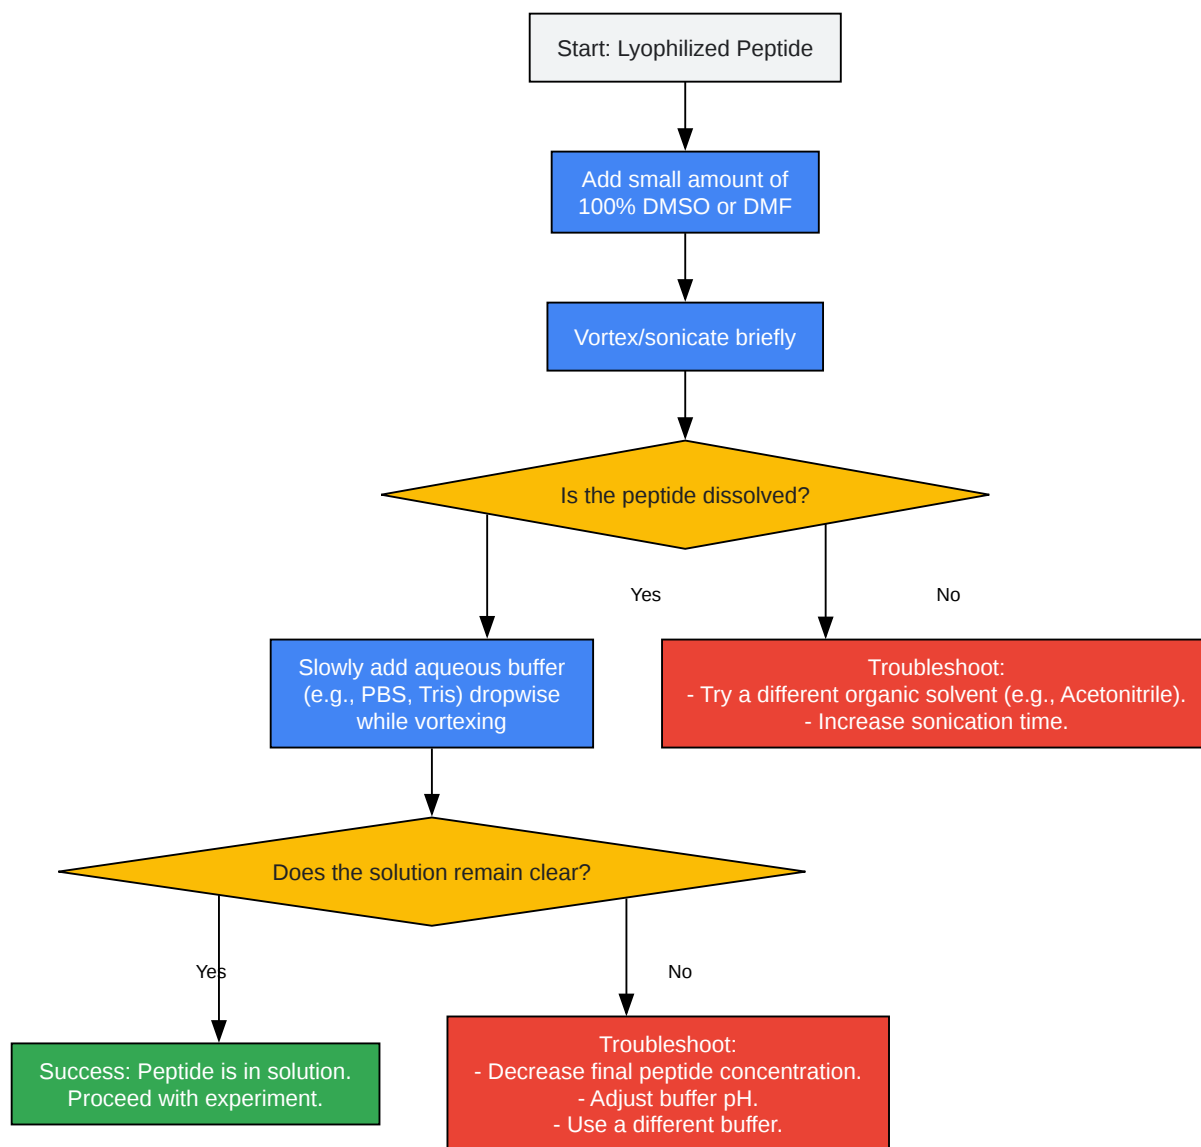 Start: Lyophilized Peptide
Add small amount of
100% DMSO or DMF
Vortex/sonicate briefly
Is the peptide dissolved?
Yes
No
Slowly add aqueous buffer
(e.g., PBS, Tris) dropwise
while vortexing
Troubleshoot:
- Try a different organic solvent (e.g., Acetonitrile).
- Increase sonication time.
Does the solution remain clear?
Yes
No
Success: Peptide is in solution.
Proceed with experiment.
Troubleshoot:
- Decrease final peptide concentration.
- Adjust buffer pH.
- Use a different buffer.